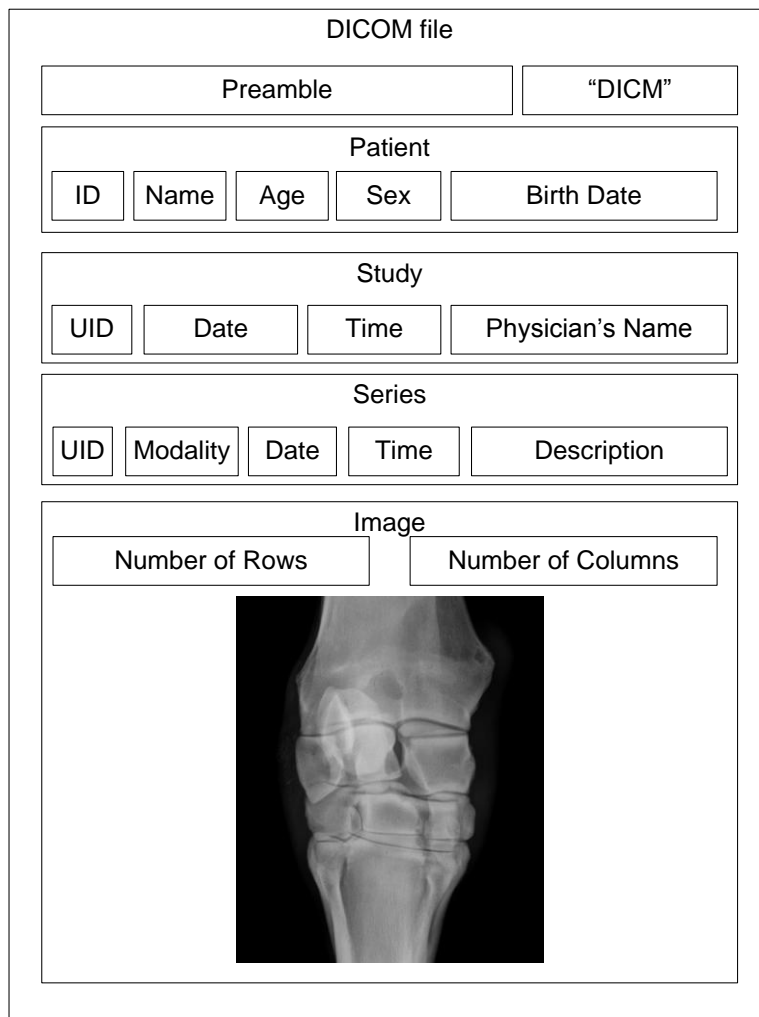 DICOM file
Preamble “DICM”
Patient
ID Name Age Sex Birth Date
Study
UID Date Time Physician’s Name
Series
UID Modality Date Time Description
Image
Number of Rows Number of Columns